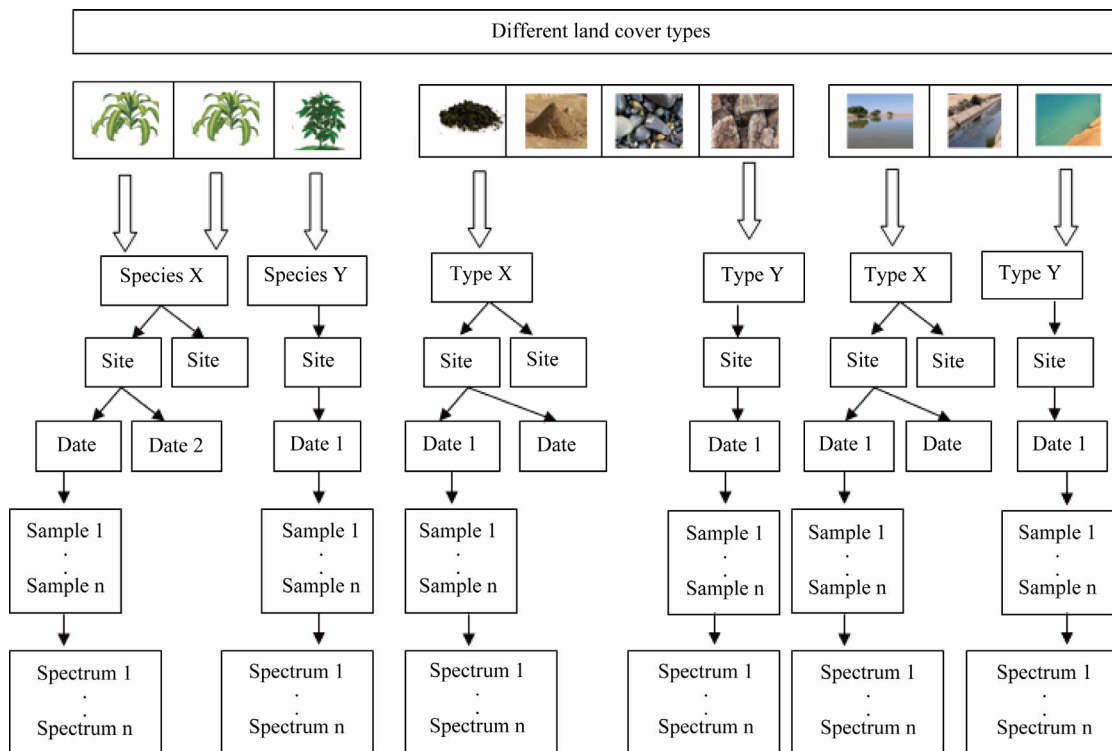 Different land cover types
Species X
Species Y
Type X
Type Y
Type X
Type Y
Site
Site
Site
Site
Site
Site
Site
Site
Site
Date
Date 2
Date 1
Date 1
Date
Date 1
Date 1
Date
Date 1
Sample 1
.
.
Sample n
Sample 1
.
.
Sample n
Sample 1
.
.
Sample n
Sample 1
.
.
Sample n
Sample 1
.
.
Sample n
Sample 1
.
.
Sample n
Spectrum 1
.
.
Spectrum n
Spectrum 1
.
.
Spectrum n
Spectrum 1
.
.
Spectrum n
Spectrum 1
.
.
Spectrum n
Spectrum 1
.
.
Spectrum n
Spectrum 1
.
.
Spectrum n